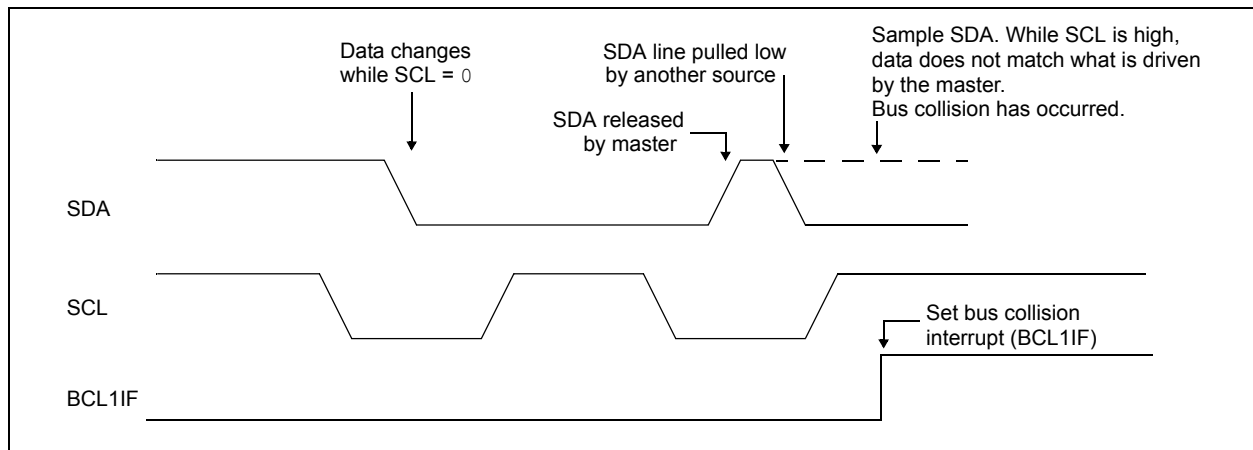 Data changes
while SCL = 0
SDA line pulled low
by another source
Sample SDA. While SCL is high,
data does not match what is driven
by the master.
Bus collision has occurred.
SDA released
by master
SDA
SCL
Set bus collision
interrupt (BCL1IF)
BCL1IF